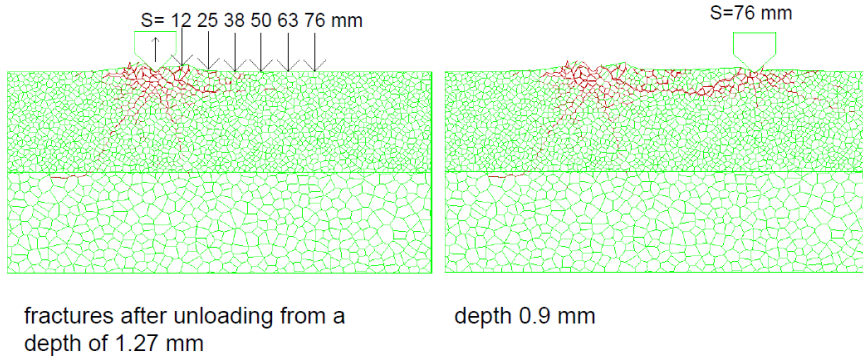 S= 12 25 38 50 63 76 mm
S=76 mm
fractures after unloading from a
depth of 1.27 mm
depth 0.9 mm